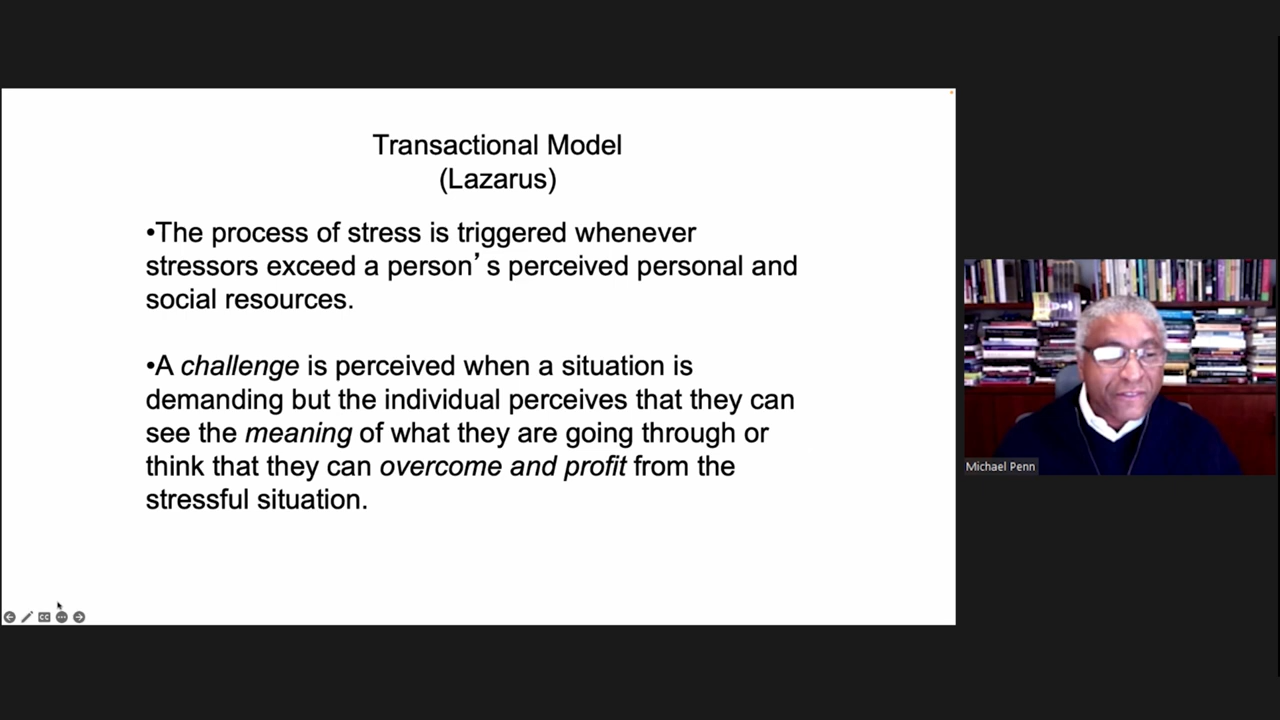 Transactional Model
(Lazarus)
•The process of stress is triggered whenever
stressors exceed a person’s perceived personal and
social resources.
•A challenge is perceived when a situation is
demanding but the individual perceives that they can
see the meaning of what they are going through or
think that they can overcome and profit from the
stressful situation.
Michael Penn
CC